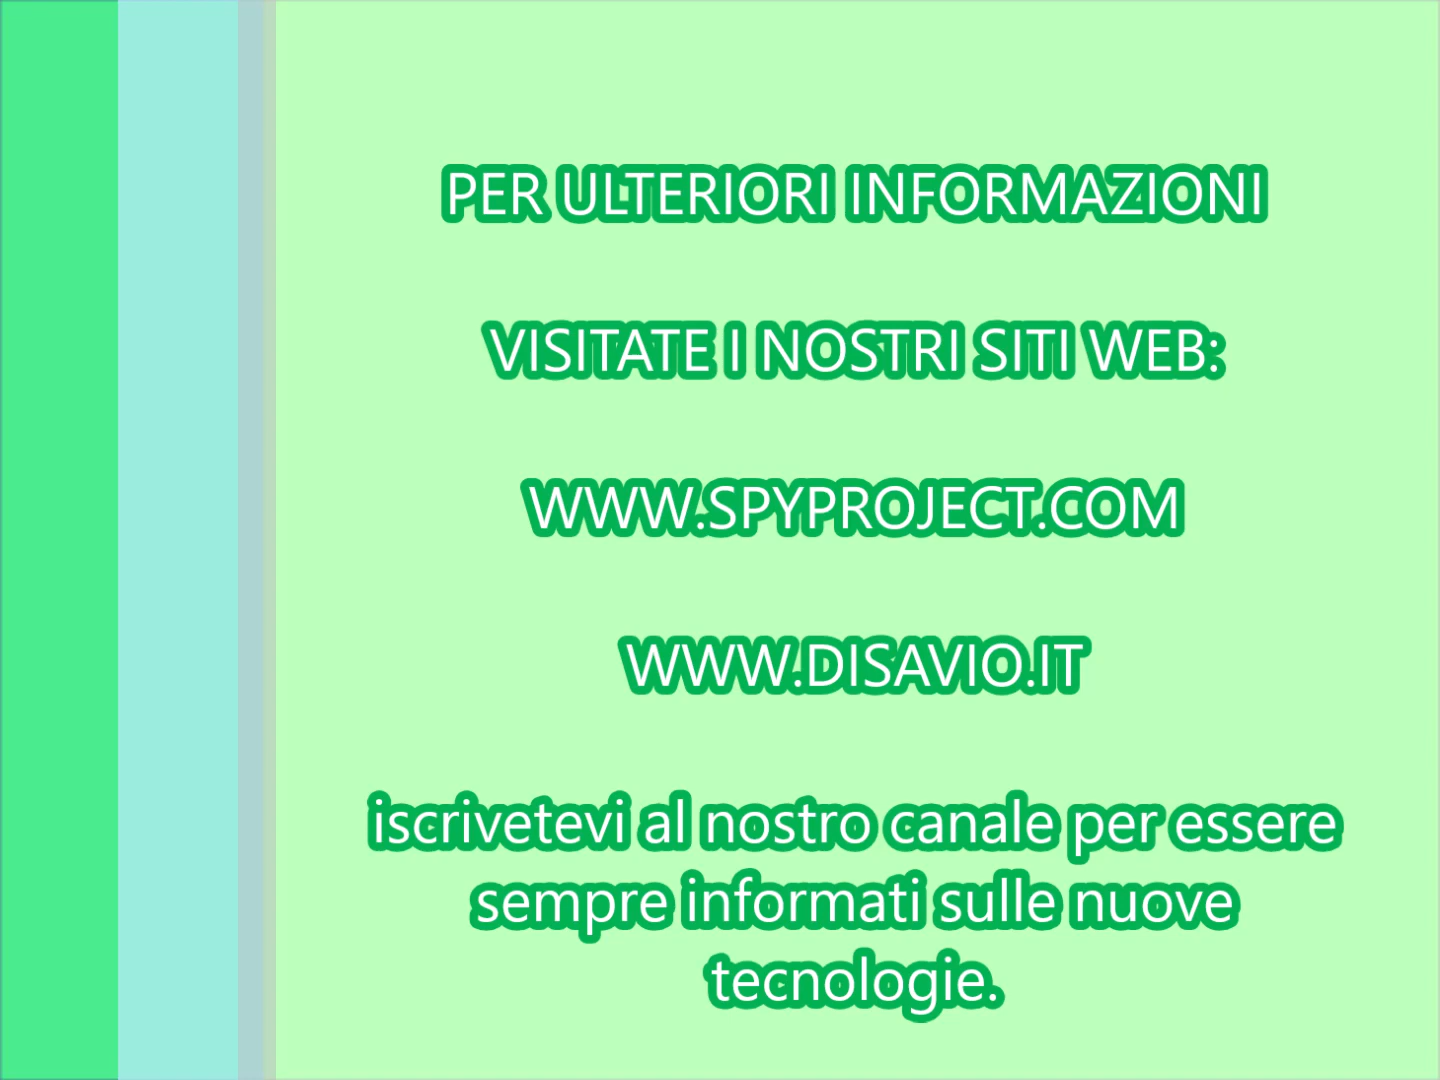 PER ULTERIORI INFORMAZIONI
VISITATE I NOSTRI SITI WEB:
WWW.SPYPROJECT.COM
WWW.DISAVIO.IT
iscrivetevi al nostro canale per essere
sempre informati sulle nuove
tecnologie.